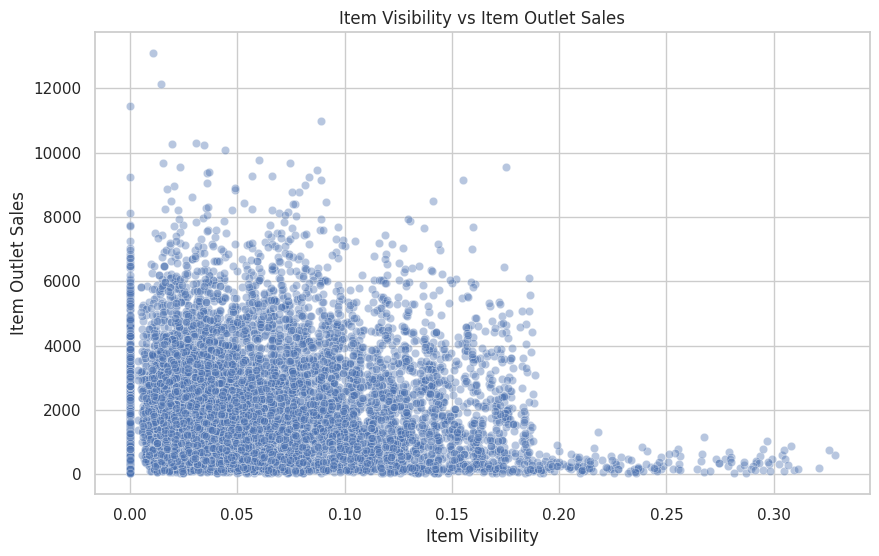 Item Visibility vs Item Outlet Sales
Item Outlet Sales
12000
10000
8000
6000
4000
2000
0
0.00 0.05 0.10 0.15 0.20 0.25 0.30
Item Visibility